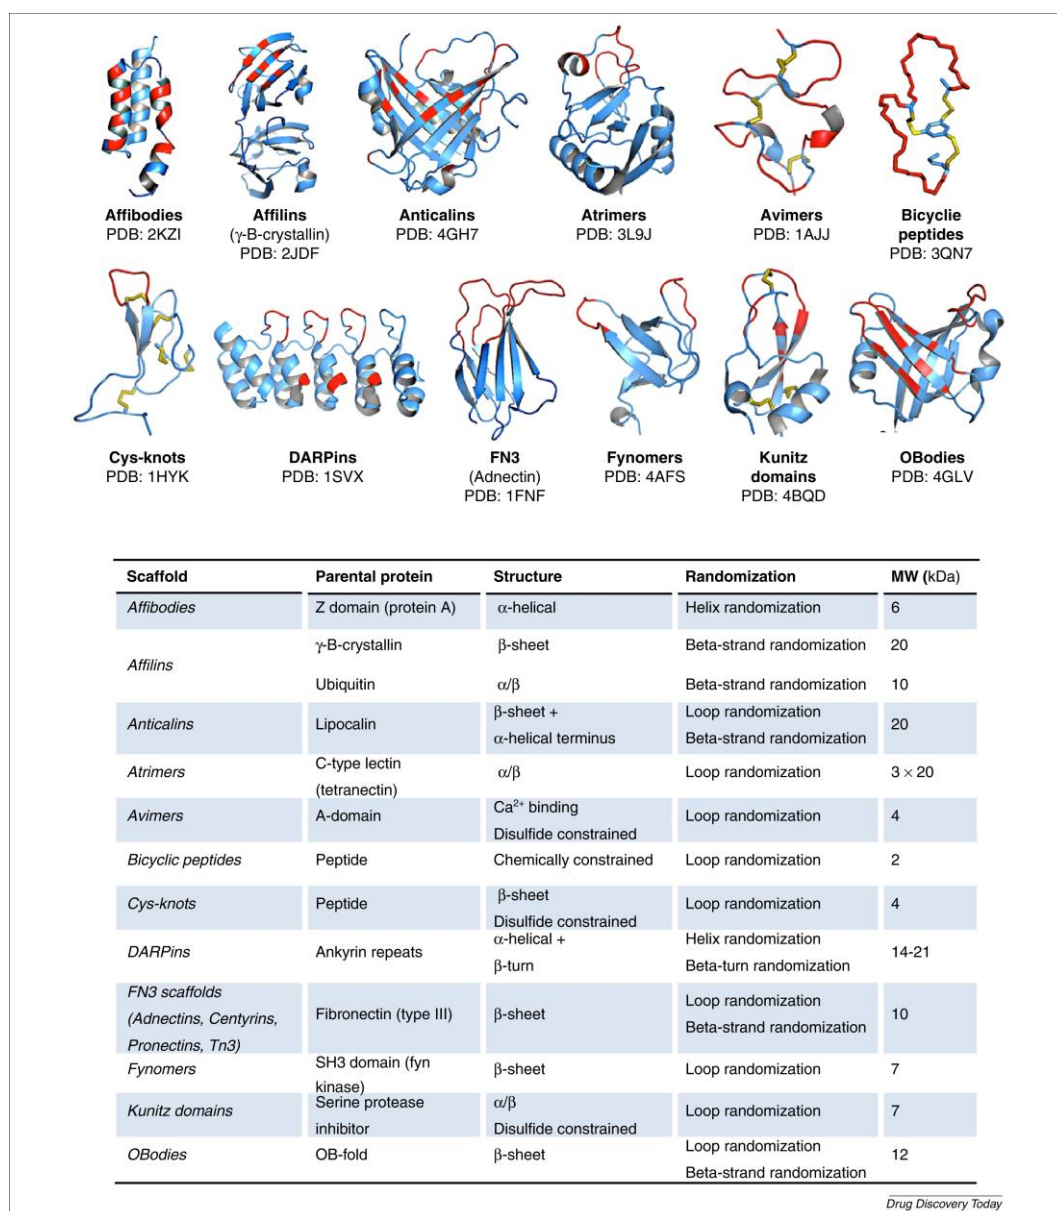 Affibodies
PDB: 2KZI
Affilins
(γ-B-crystallin)
PDB: 2JDF
Anticalins
PDB: 4GH7
Atrimers
PDB: 3L9J
Avimers
PDB: 1AJJ
Bicyclie
peptides
PDB: 3QN7
Cys-knots
PDB: 1HYK
DARPins
PDB: 1SVX
FN3
(Adnectin)
PDB: 1FNF
Fynomers
PDB: 4AFS
Kunitz
domains
PDB: 4BQD
OBodies
PDB: 4GLV
Scaffold Parental protein Structure Randomization MW (kDa)
Affibodies Z domain (protein A) α-helical Helix randomization 6
Affilins
γ-B-crystallin β-sheet Beta-strand randomization 20
Ubiquitin α/β Beta-strand randomization 10
Anticalins Lipocalin
β-sheet +
α-helical terminus
Loop randomization
Beta-strand randomization
20
Atrimers
C-type lectin
(tetranectin)
α/β Loop randomization 3 × 20
Avimers A-domain
Ca²⁺ binding
Disulfide constrained
Loop randomization 4
Bicyclic peptides Peptide Chemically constrained Loop randomization 2
Cys-knots Peptide
β-sheet
Disulfide constrained
Loop randomization 4
DARPins Ankyrin repeats
α-helical +
β-turn
Helix randomization
Beta-turn randomization
14-21
FN3 scaffolds
(Adnectins, Centyrins,
Pronectins, Tn3)
Fibronectin (type III) β-sheet
Loop randomization
Beta-strand randomization
10
Fynomers
SH3 domain (fyn
kinase)
β-sheet Loop randomization 7
Kunitz domains
Serine protease
inhibitor
α/β
Disulfide constrained
Loop randomization 7
OBodies OB-fold β-sheet
Loop randomization
Beta-strand randomization
12
Drug Discovery Today